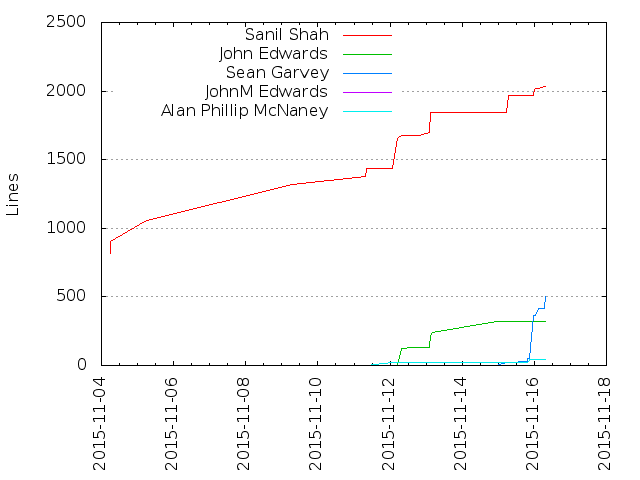 2500
2000
1500
1000
500
0
Lines
Sanil Shah
John Edwards
Sean Garvey
JohnM Edwards
Alan Phillip McNaney
2015-11-04
2015-11-06
2015-11-08
2015-11-10
2015-11-12
2015-11-14
2015-11-16
2015-11-18